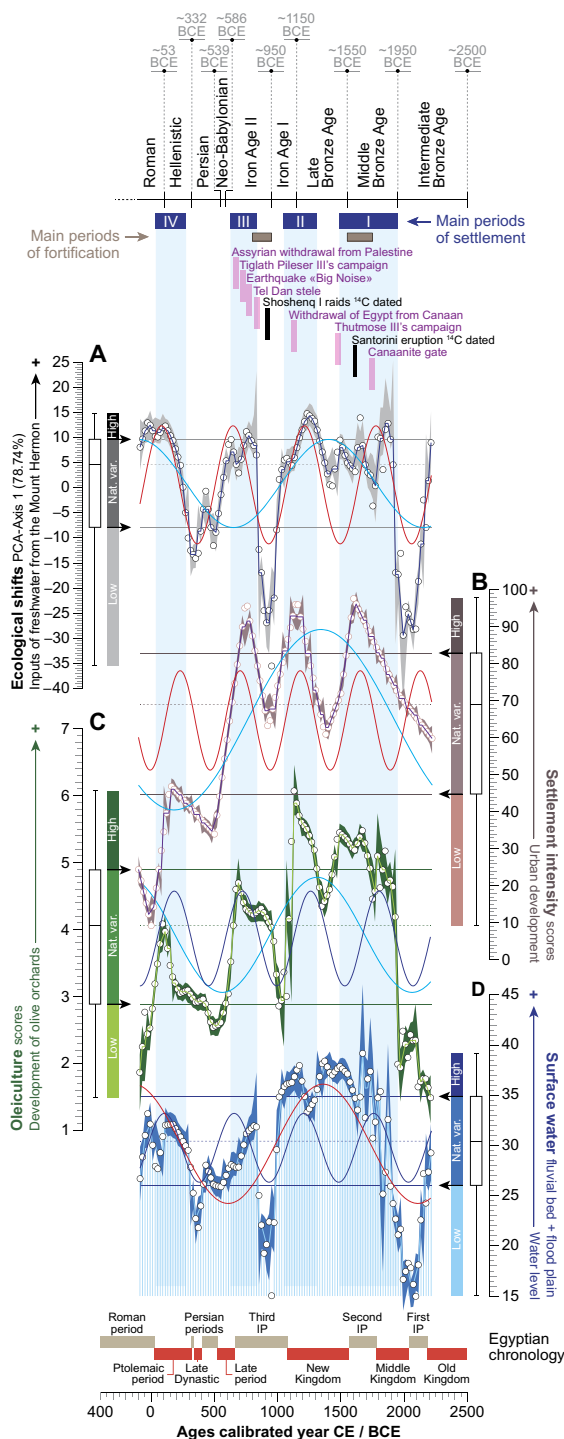 ~586
BCE
~1150
BCE
~332
BCE
~53
BCE
~539
BCE
~950
BCE
~1550
BCE
~1950
BCE
~2500
BCE
Roman
Hellenistic
Persian
Neo-Babylonian
Iron Age II
Iron Age I
Late
Bronze Age
Middle
Bronze Age
Intermediate
Bronze Age
IV
III
II
I
Main periods
of settlement
Main periods
of fortification
Assyrian withdrawal from Palestine
Tiglath Pileser III's campaign
Earthquake «Big Noise»
Tel Dan stele
Shoshenq I raids ¹⁴C dated
Withdrawal of Egypt from Canaan
Thutmose III's campaign
Santorini eruption ¹⁴C dated
Canaanite gate
A
Ecological shifts PCA-Axis 1 (78.74%)
Inputs of freshwater from the Mount Hermon
+
25
20
15
10
5
0
−5
−10
−15
−20
−25
−30
−35
−40
High
Nat. var.
Low
B
+
100
90
80
70
60
50
40
30
20
10
0
High
Nat. var.
Low
Settlement intensity scores
Urban development
C
+
7
6
5
4
3
2
1
High
Nat. var.
Low
Oleiculture scores
Development of olive orchards
D
+
45
40
35
30
25
20
15
High
Nat. var.
Low
Surface water fluvial bed + flood plain
Water level
Roman
period
Persian
periods
Third
IP
Second
IP
First
IP
Egyptian
chronology
Ptolemaic
period
Late
Dynastic
Late
period
New
Kingdom
Middle
Kingdom
Old
Kingdom
400
0
500
1000
1500
2000
2500
Ages calibrated year CE / BCE